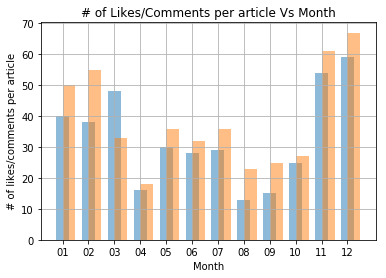 # of Likes/Comments per article Vs Month
# of likes/comments per article
70
60
50
40
30
20
10
0
01 02 03 04 05 06 07 08 09 10 11 12
Month